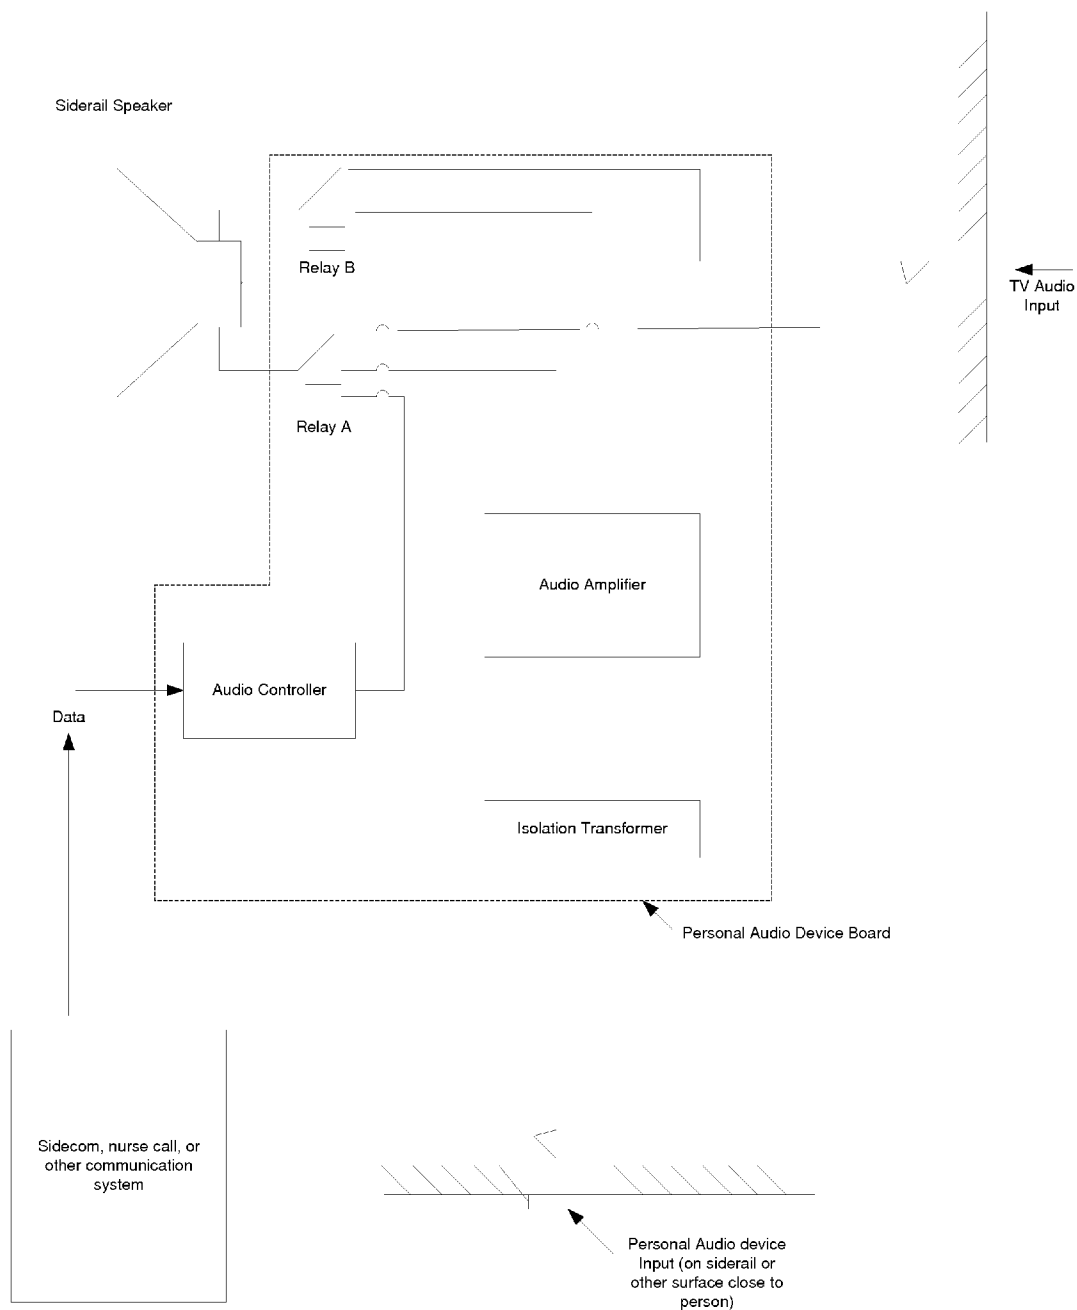 Siderail Speaker
Relay B
TV Audio
Input
Relay A
Audio Amplifier
Audio Controller
Data
Isolation Transformer
Personal Audio Device Board
Sidecom, nurse call, or
other communication
system
Personal Audio device
Input (on siderail or
other surface close to
person)